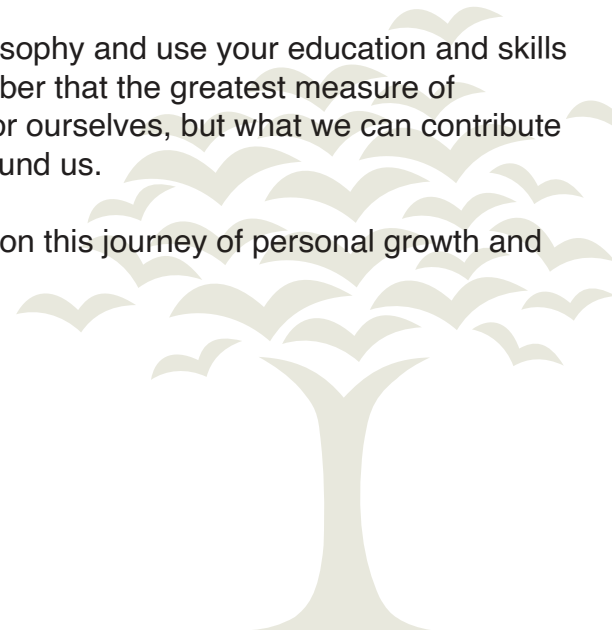 sophy and use your education and skills
ber that the greatest measure of
or ourselves, but what we can contribute
und us.
on this journey of personal growth and